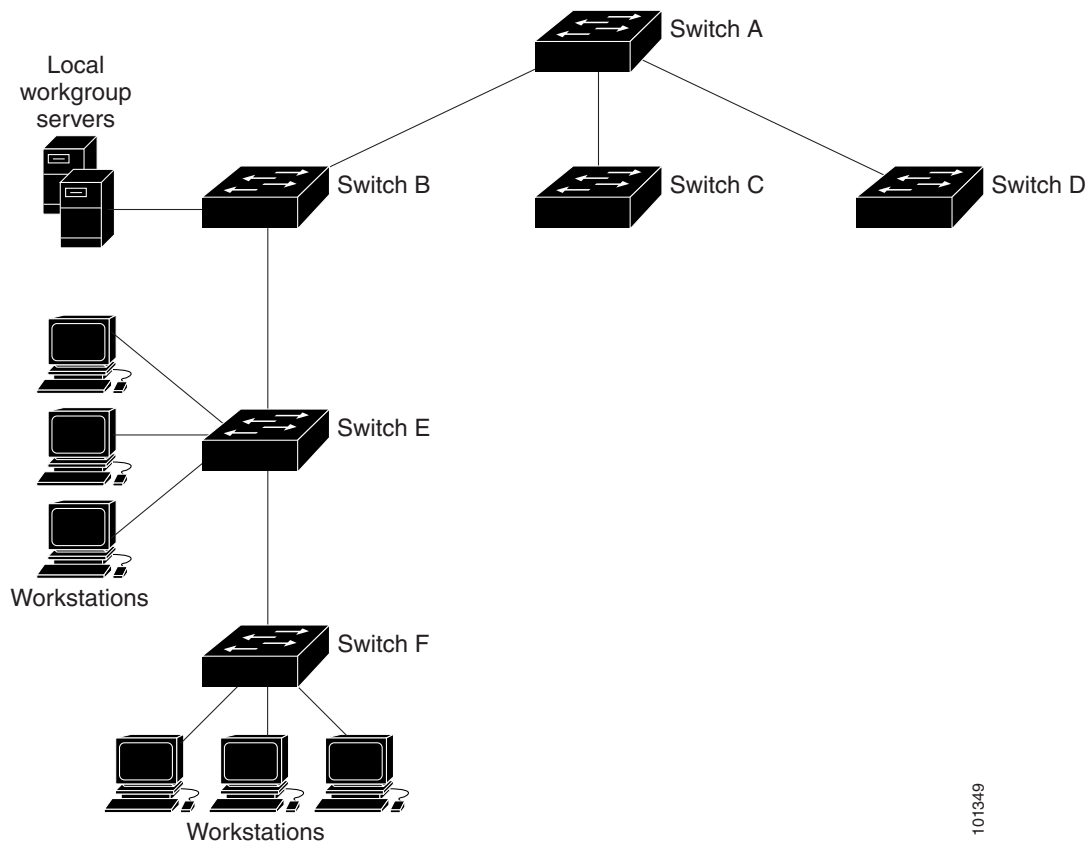 Switch A
Local
workgroup
servers
Switch B
Switch C
Switch D
Switch E
Workstations
Switch F
Workstations
101349